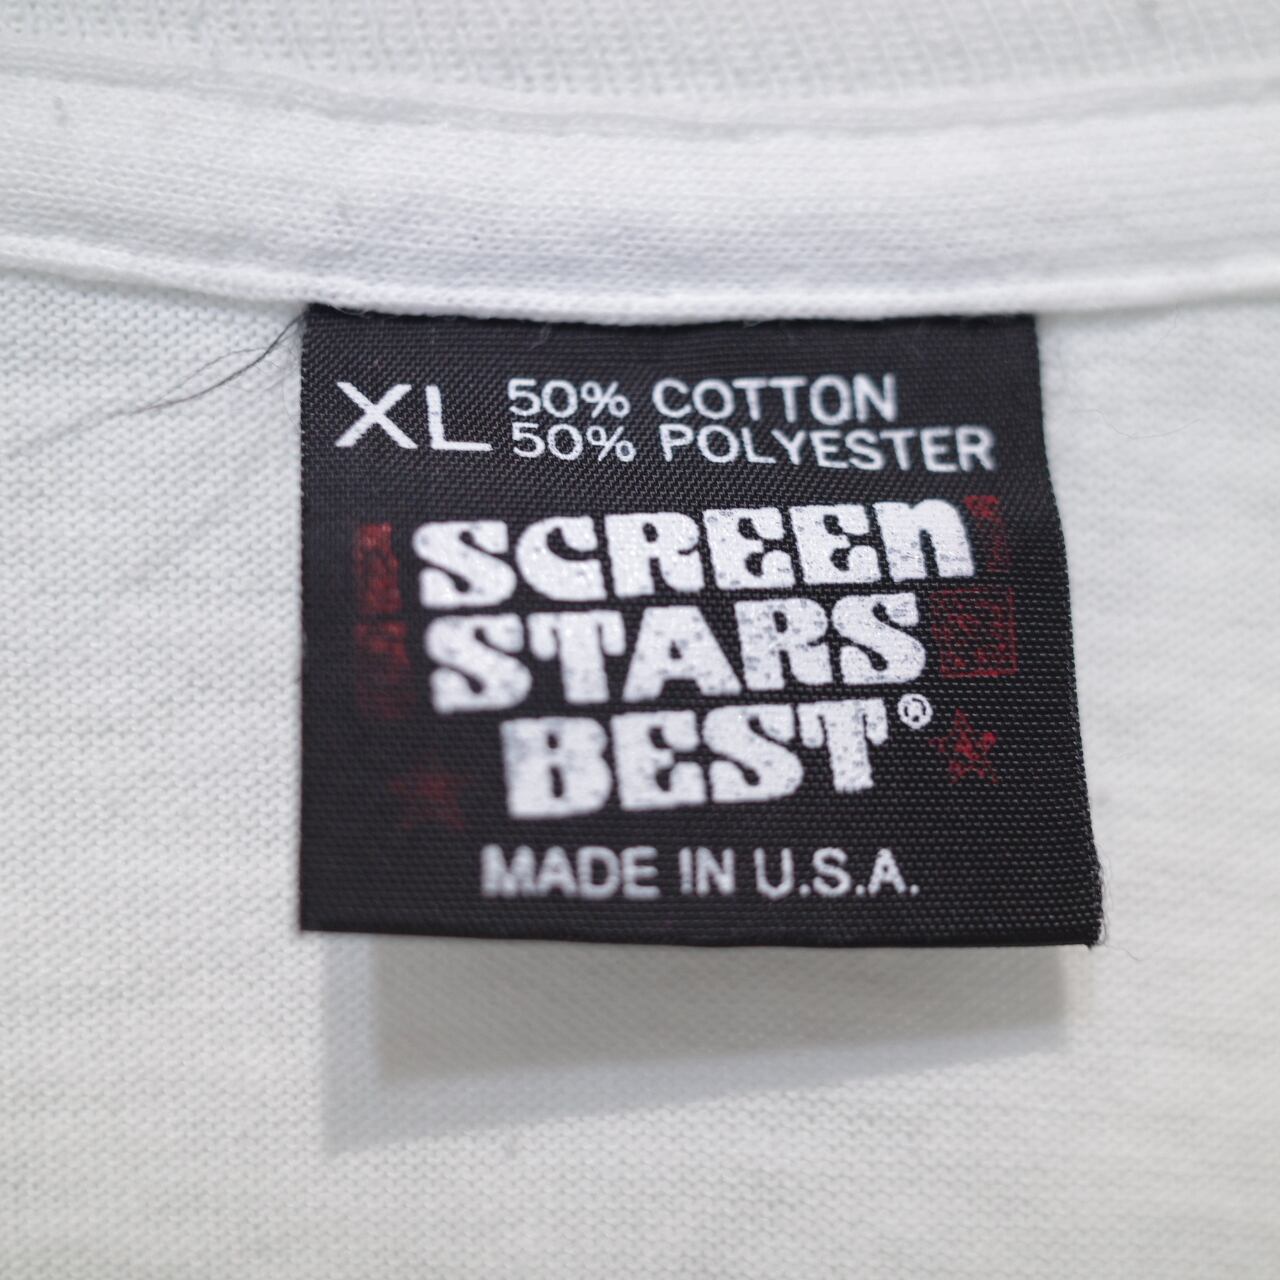 XL 50% COTTON
50% POLYESTER
SCREEN
STARS
BEST®
MADE IN U.S.A.